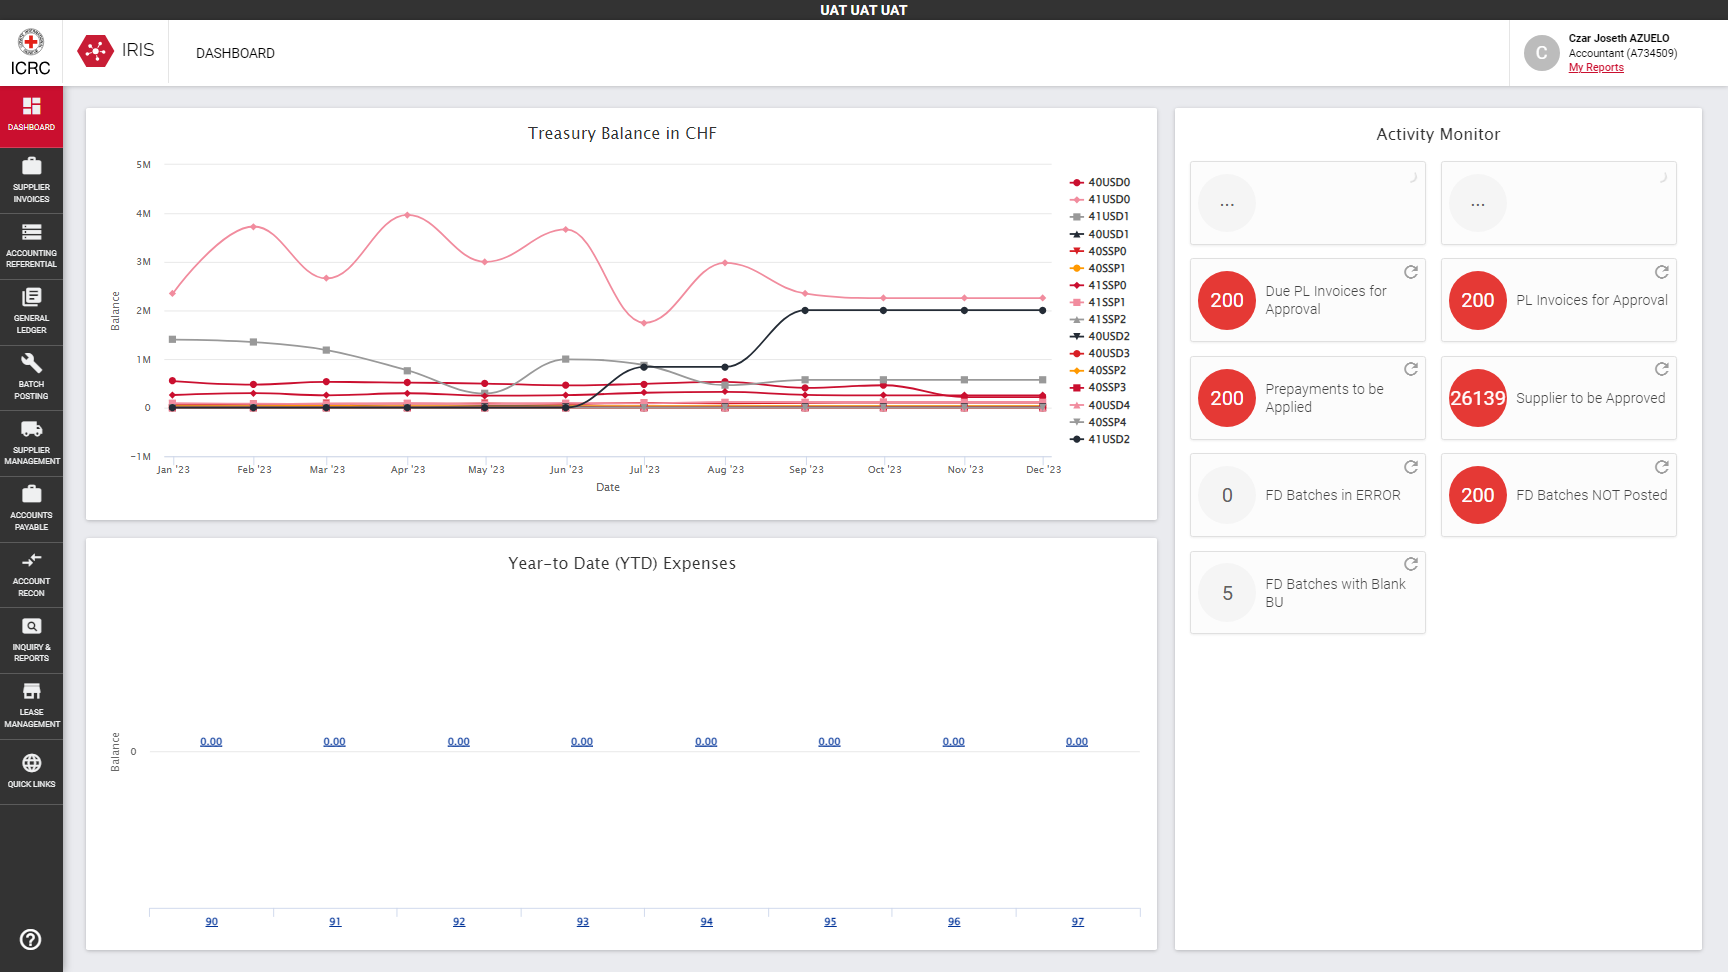 UAT UAT UAT
ICRC
IRIS
DASHBOARD
C
Czar Joseth AZUELO
Accountant (A734509)
My Reports
DASHBOARD
SUPPLIER
INVOICES
ACCOUNTING
REFERENTIAL
GENERAL
LEDGER
BATCH
POSTING
SUPPLIER
MANAGEMENT
ACCOUNTS
PAYABLE
ACCOUNT
RECON
INQUIRY &
REPORTS
LEASE
MANAGEMENT
QUICK LINKS
Treasury Balance in CHF
5M
4M
3M
2M
1M
0
-1M
Balance
Jan '23
Feb '23
Mar '23
Apr '23
May '23
Jun '23
Jul '23
Aug '23
Sep '23
Oct '23
Nov '23
Dec '23
Date
40USD0
41USD0
41USD1
40USD1
40SSP0
40SSP1
41SSP0
41SSP1
41SSP2
40USD2
40USD3
40SSP2
40SSP3
40USD4
40SSP4
41USD2
Year-to Date (YTD) Expenses
Balance
0
0.00
0.00
0.00
0.00
0.00
0.00
0.00
0.00
90
91
92
93
94
95
96
97
Activity Monitor
...
...
200
Due PL Invoices for
Approval
200
PL Invoices for Approval
200
Prepayments to be
Applied
26139
Supplier to be Approved
0
FD Batches in ERROR
200
FD Batches NOT Posted
5
FD Batches with Blank
BU